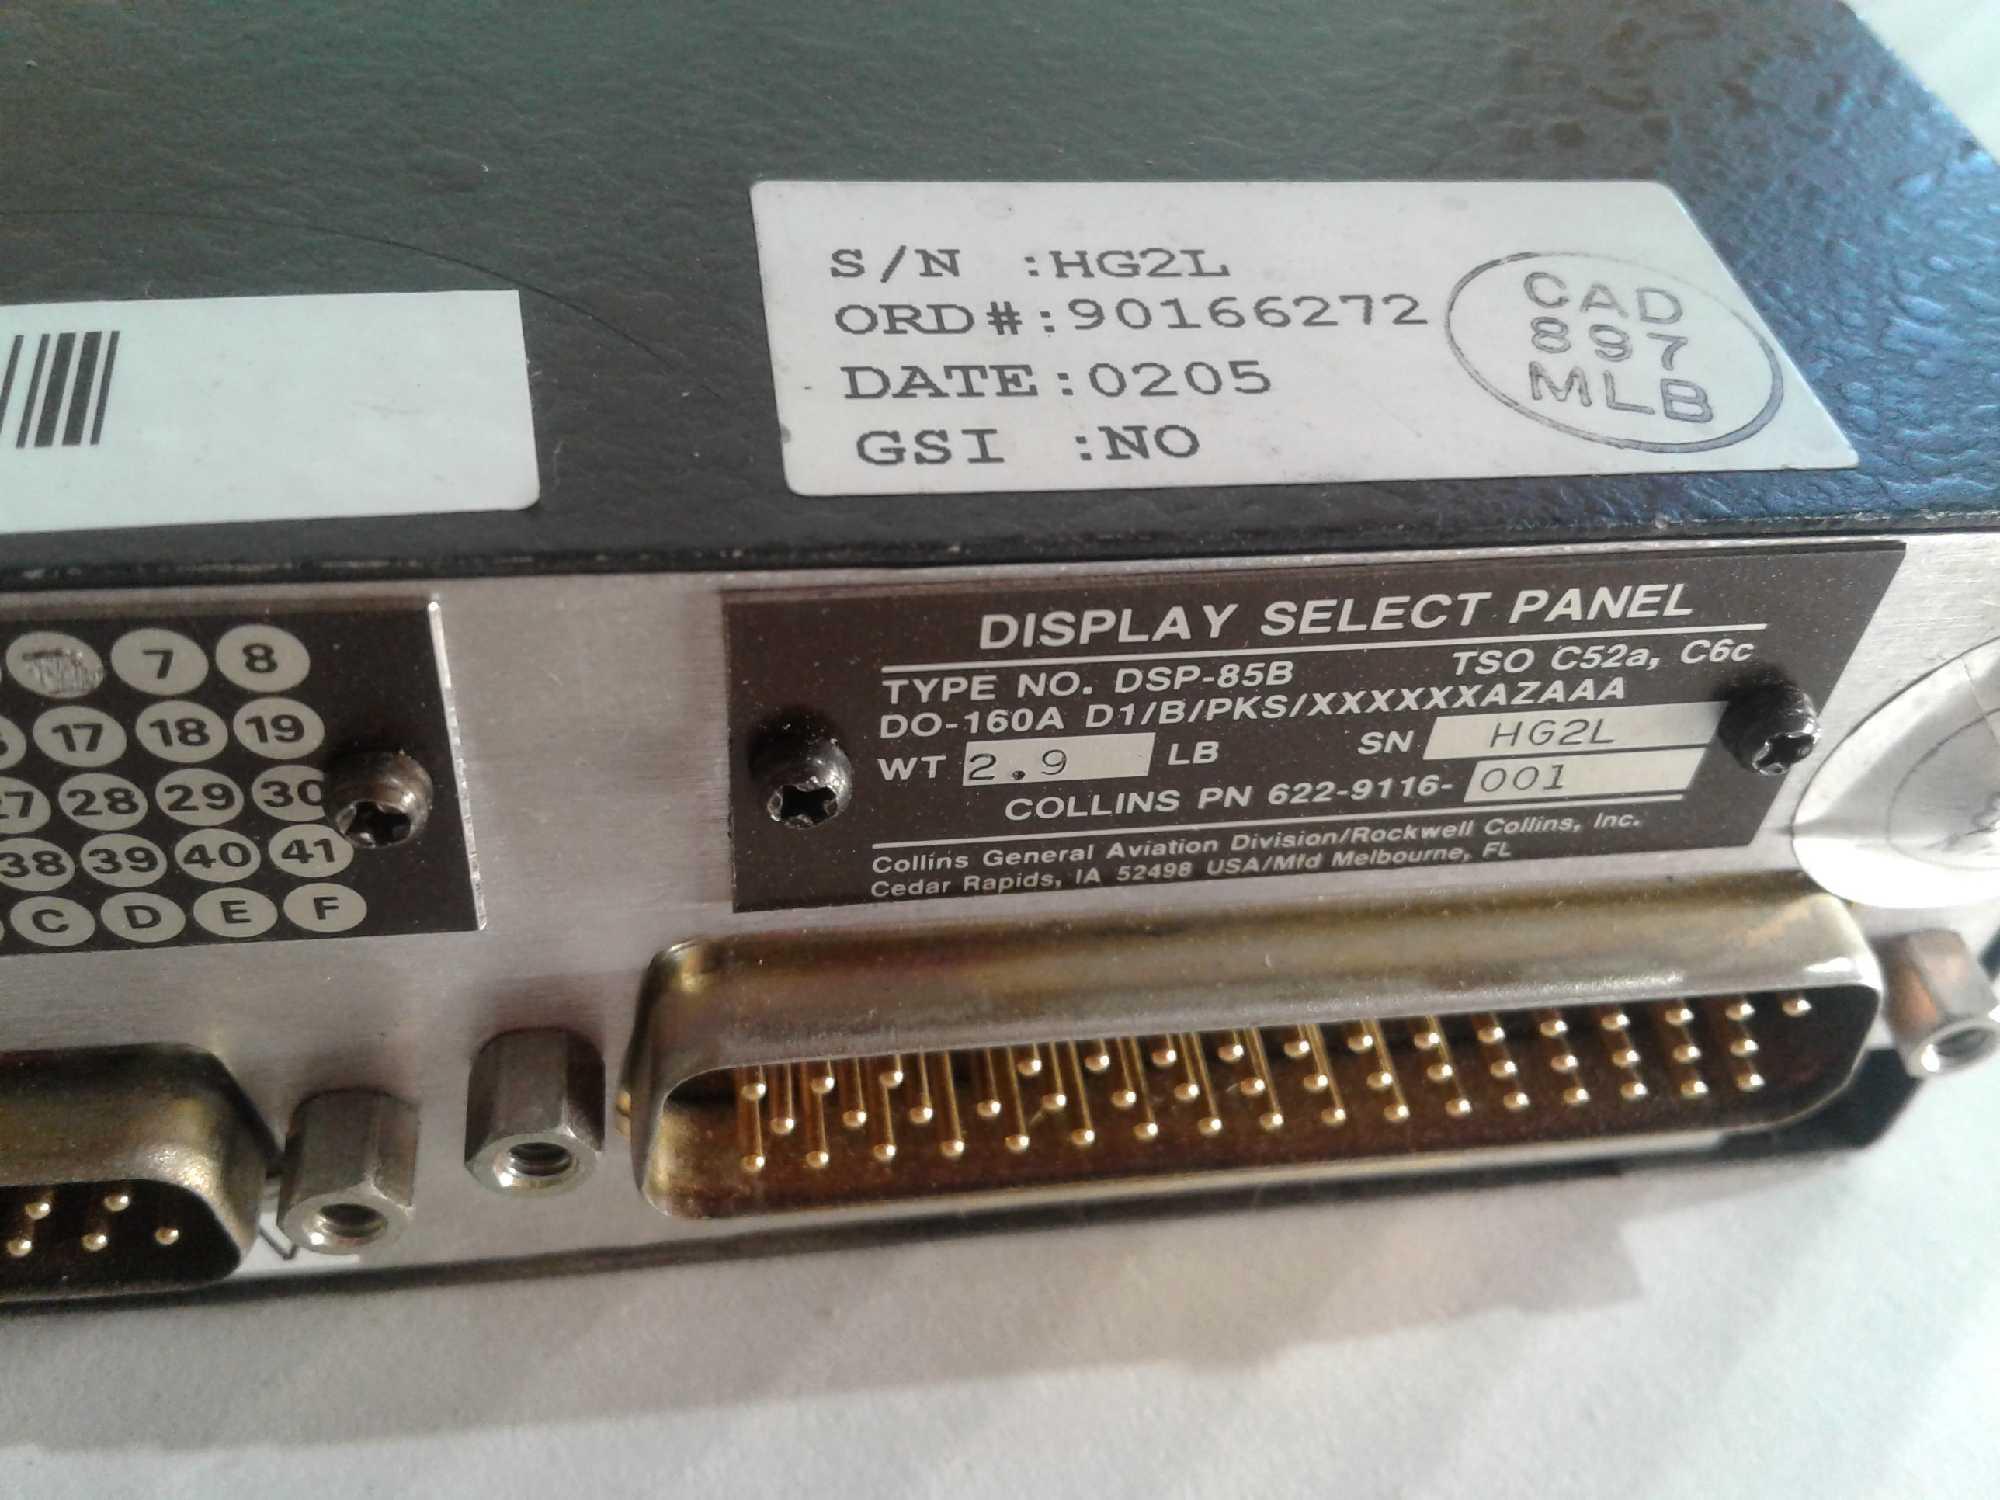 S/N :HG2L
ORD#:90166272
DATE:0205
GSI :NO
CAD
897
MLB
7 8
17 18 19
28 29 30
38 39 40 41
C D E F
DISPLAY SELECT PANEL
TYPE NO. DSP-85B TSO C52a, C6c
DO-160A D1/B/PKS/XXXXXXAZAAA
WT 2.9 LB SN HG2L
COLLINS PN 622-9116-001
Collins General Aviation Division/Rockwell Collins, Inc.
Cedar Rapids, IA 52498 USA/Mfd Melbourne, FL